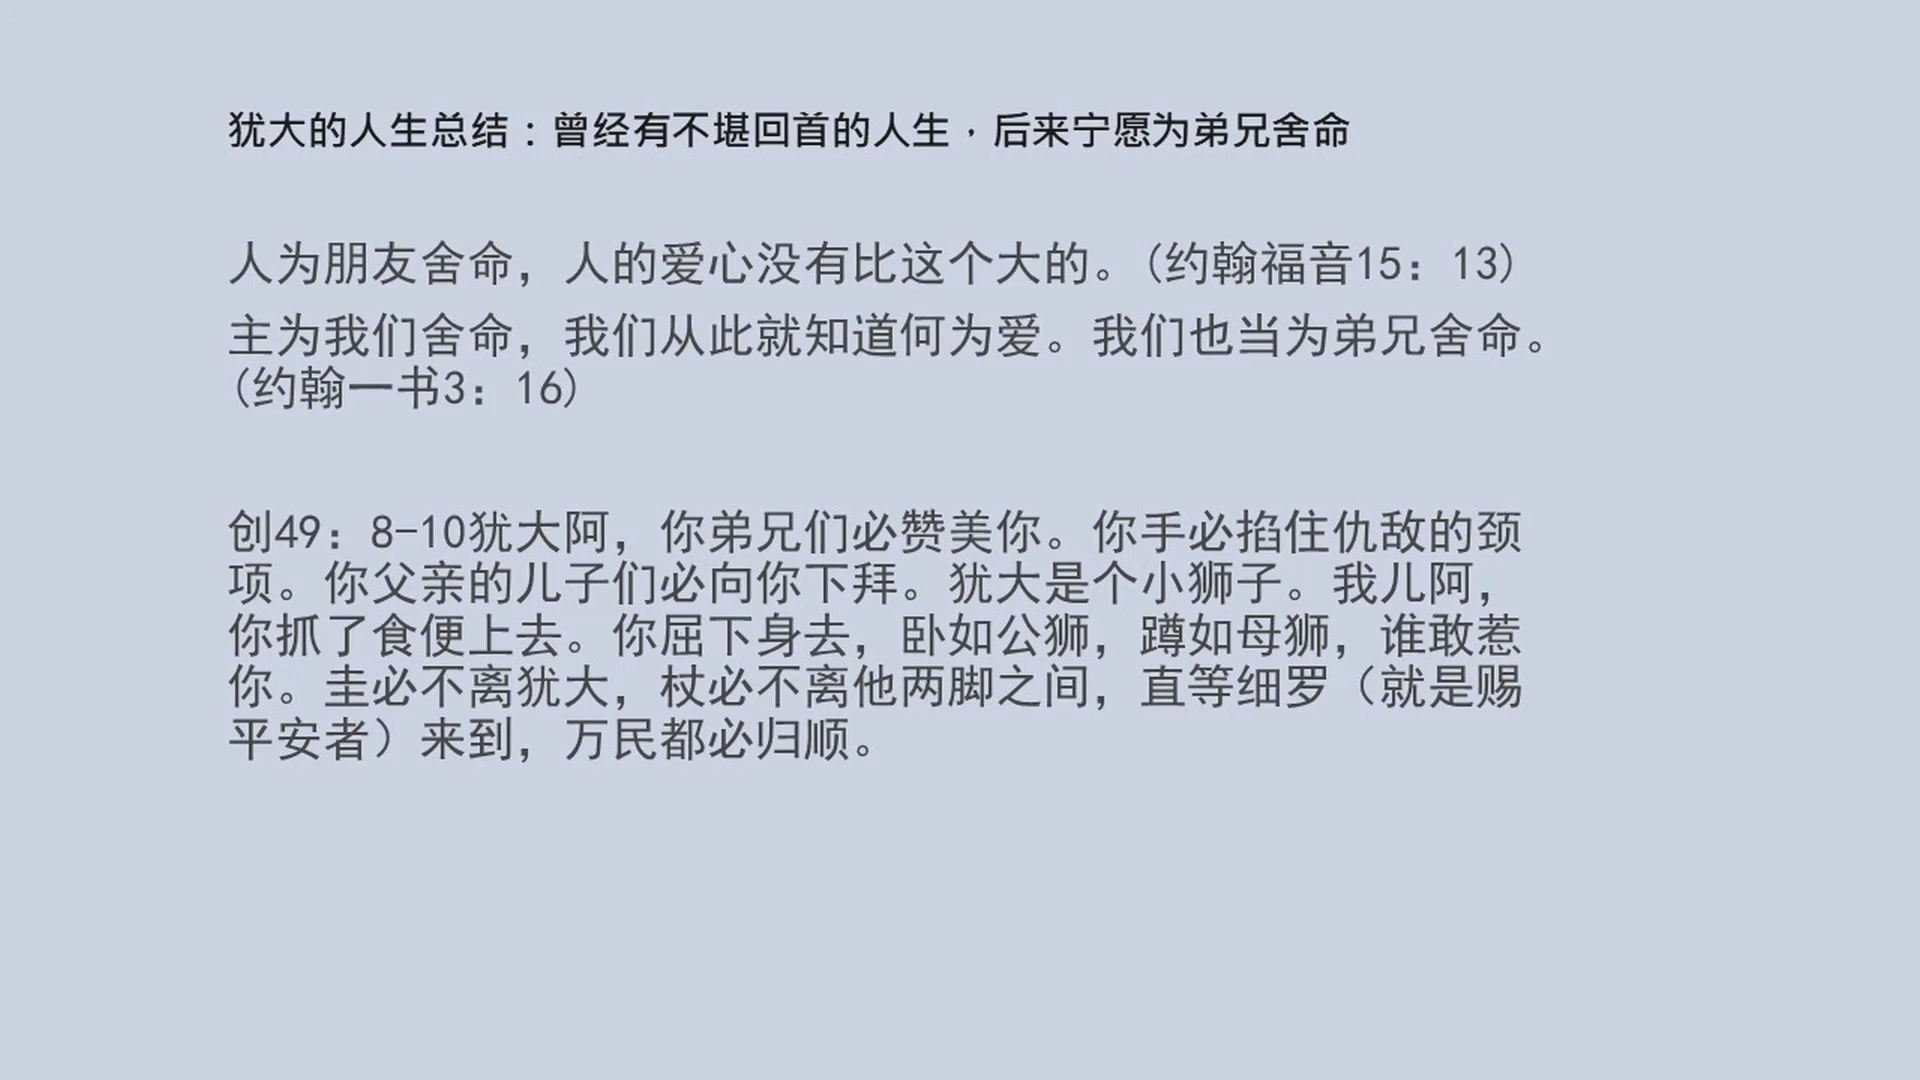 犹大的人生总结：曾经有不堪回首的人生，后来宁愿为弟兄舍命
人为朋友舍命，人的爱心没有比这个大的。(约翰福音15：13)
主为我们舍命，我们从此就知道何为爱。我们也当为弟兄舍命。
(约翰一书3：16)
创49：8-10犹大阿，你弟兄们必赞美你。你手必掐住仇敌的颈
项。你父亲的儿子们必向你下拜。犹大是个小狮子。我儿阿，
你抓了食便上去。你屈下身去，卧如公狮，蹲如母狮，谁敢惹
你。圭必不离犹大，杖必不离他两脚之间，直等细罗（就是赐
平安者）来到，万民都必归顺。